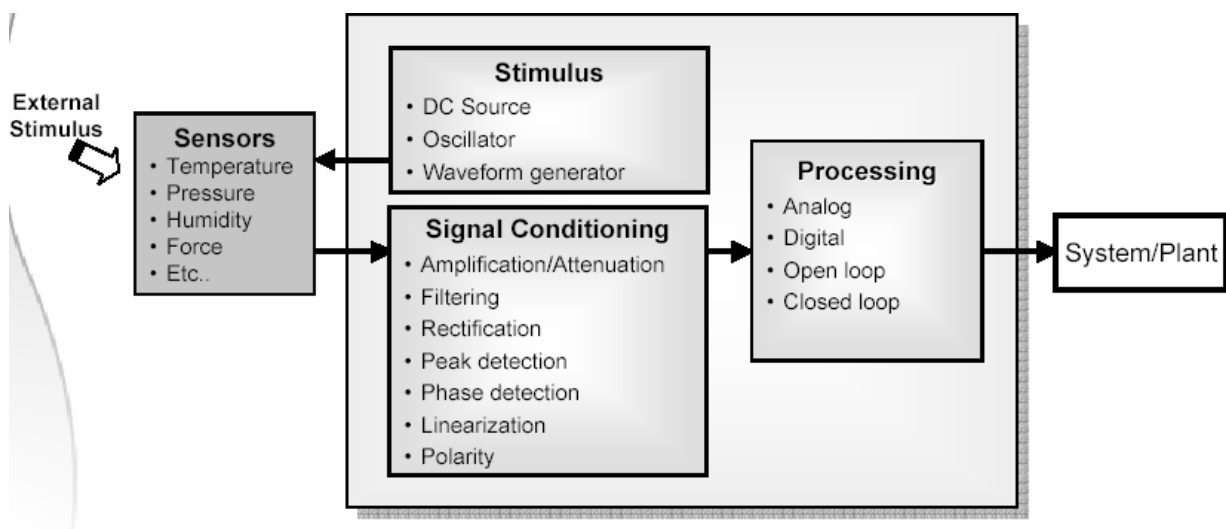 External
Stimulus
Sensors
• Temperature
• Pressure
• Humidity
• Force
• Etc..
Stimulus
• DC Source
• Oscillator
• Waveform generator
Signal Conditioning
• Amplification/Attenuation
• Filtering
• Rectification
• Peak detection
• Phase detection
• Linearization
• Polarity
Processing
• Analog
• Digital
• Open loop
• Closed loop
System/Plant